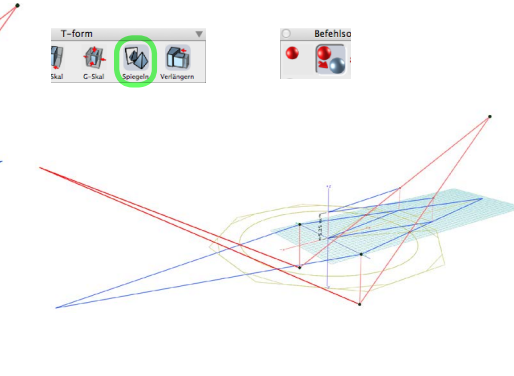 T-form
Befehlso
Skal
G-Skal
Spiegeln
Verlängern